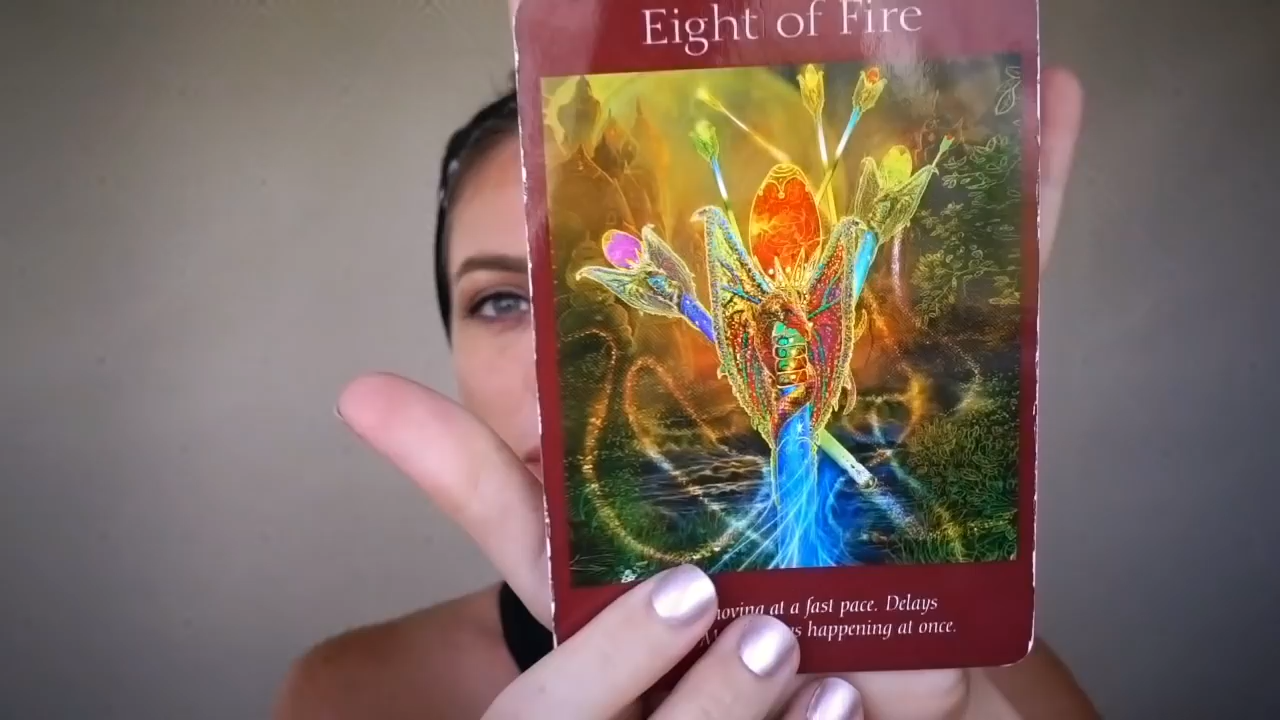 Eight of Fire
moving at a fast pace. Delays
happening at once.